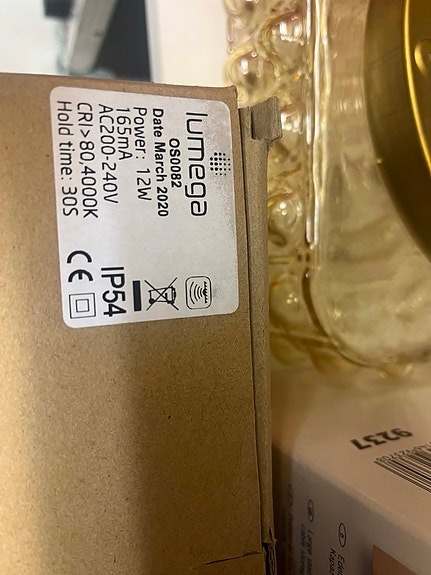 lumega
OS0082
Date March 2020
Power: 12W
165mA
AC200-240V
CRI>80,4000K
Hold time: 30S
IP54
CE
9237